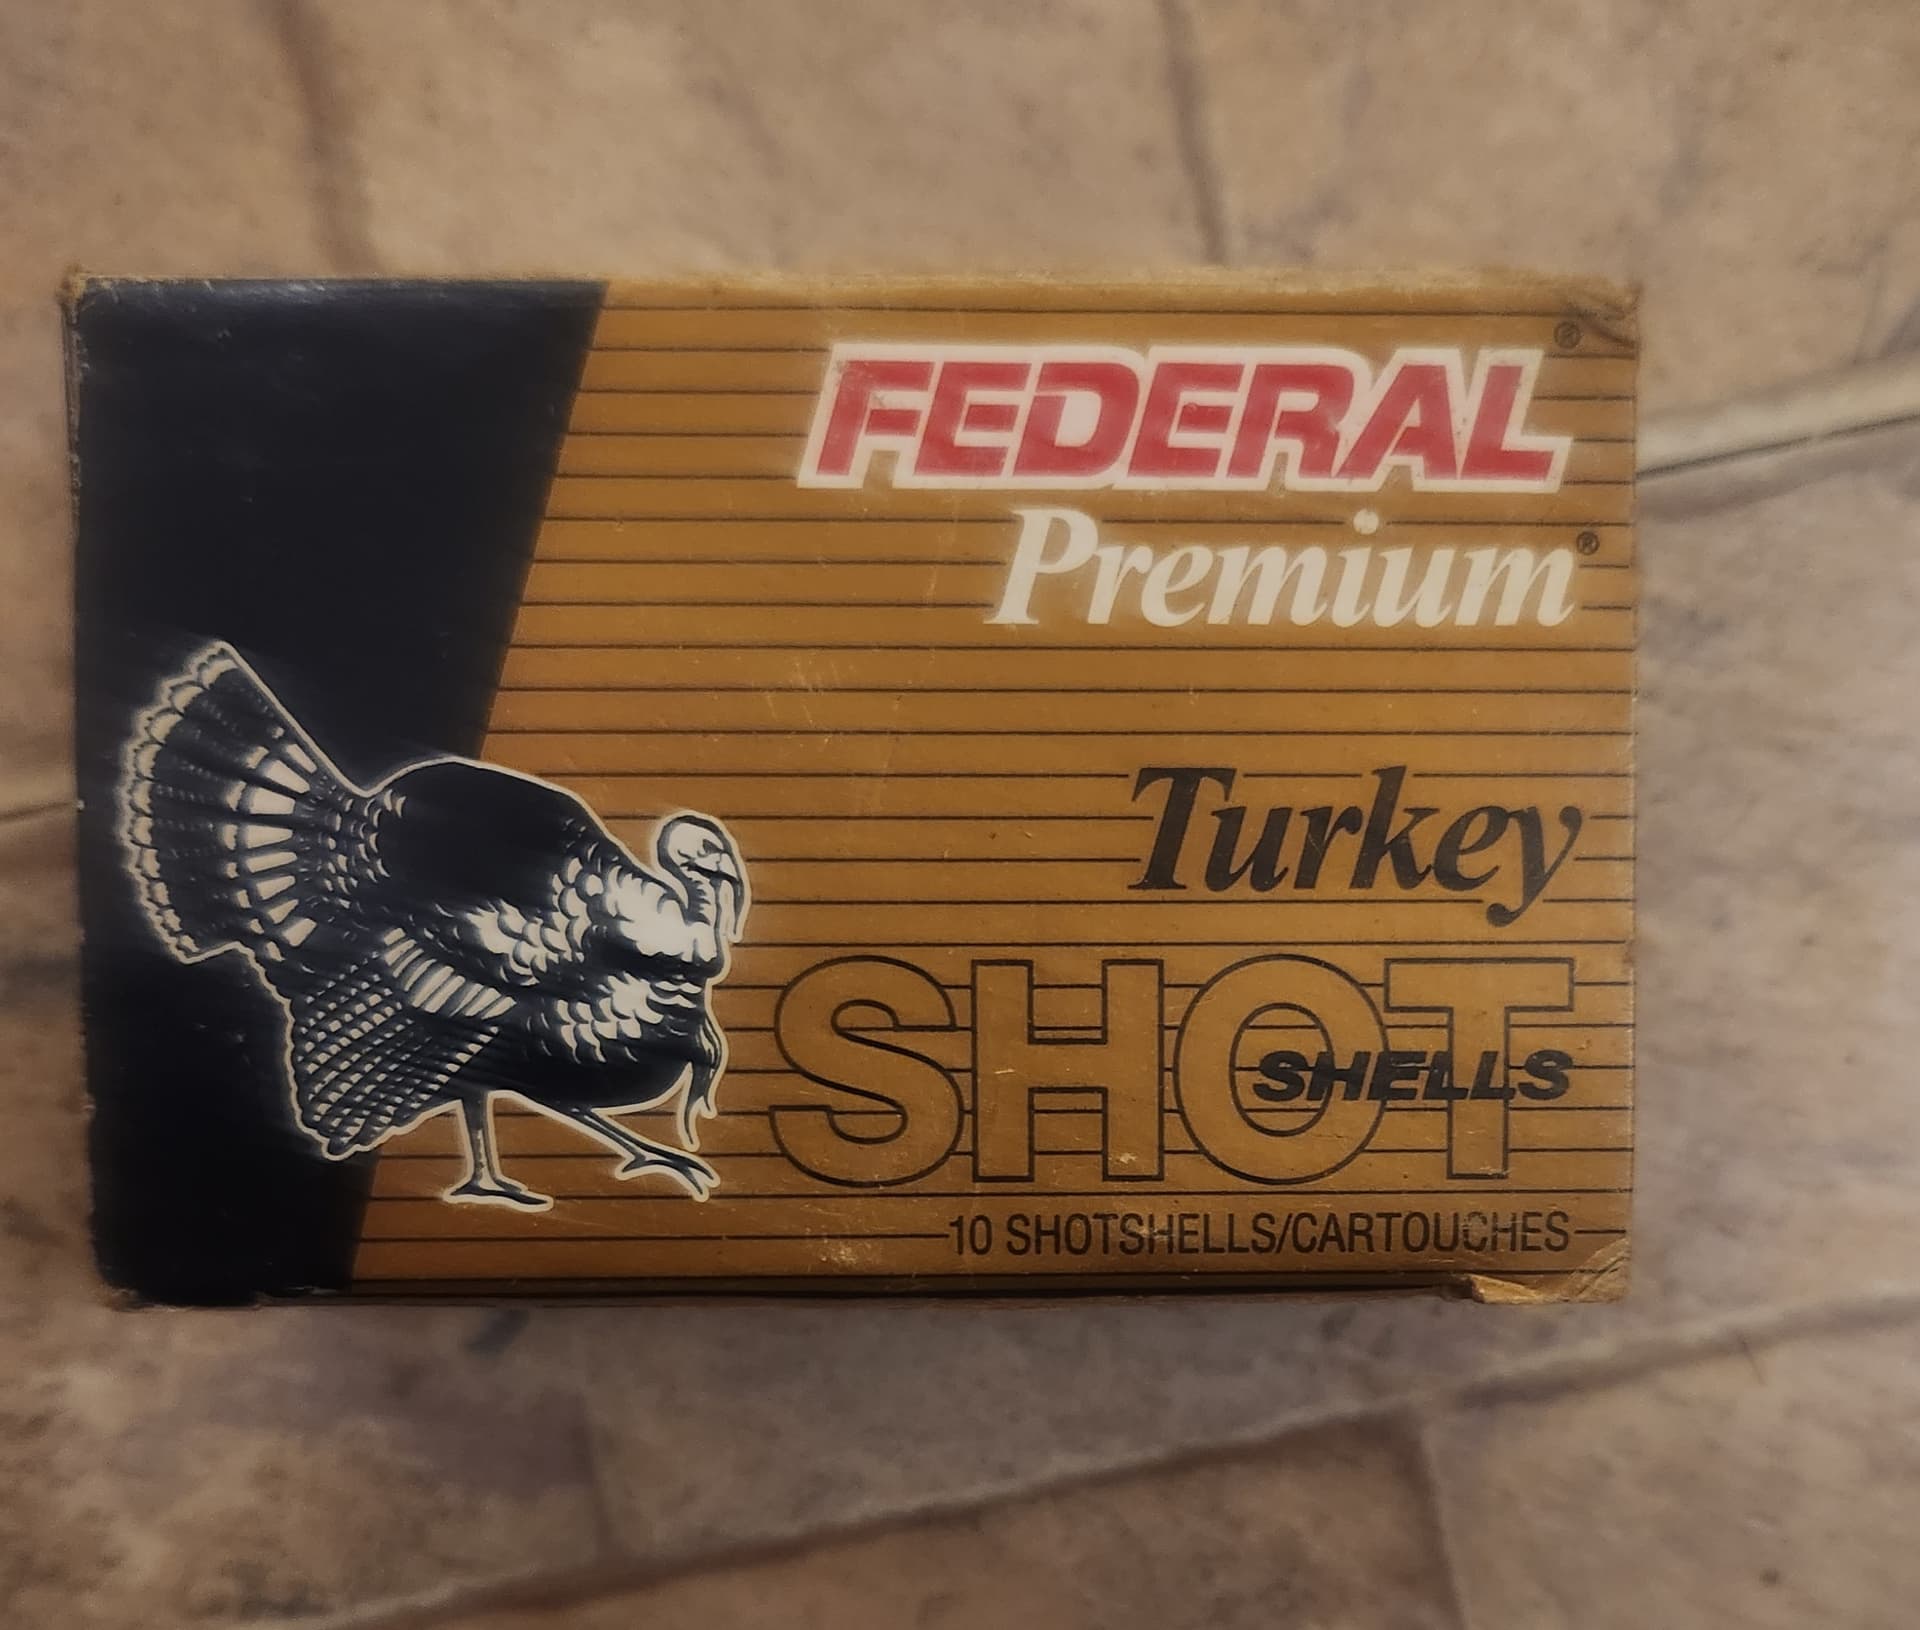 FEDERAL®
Premium®
Turkey
SHOT
SHELLS
10 SHOTSHELLS/CARTOUCHES